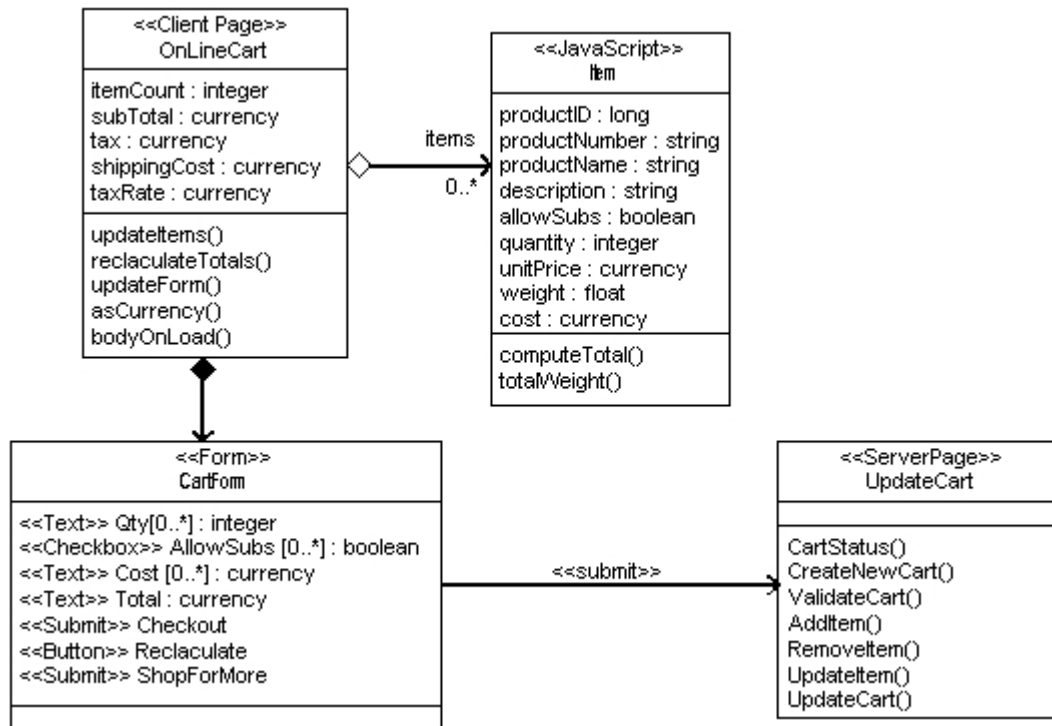 <<Client Page>>
OnLineCart
itemCount : integer
subTotal : currency
tax : currency
shippingCost : currency
taxRate : currency
updateItems()
reclaculateTotals()
updateForm()
asCurrency()
bodyOnLoad()
items
0..*
<<JavaScript>>
Item
productID : long
productNumber : string
productName : string
description : string
allowSubs : boolean
quantity : integer
unitPrice : currency
weight : float
cost : currency
computeTotal()
totalWeight()
<<Form>>
CartForm
<<Text>> Qty[0..*] : integer
<<Checkbox>> AllowSubs [0..*] : boolean
<<Text>> Cost [0..*] : currency
<<Text>> Total : currency
<<Submit>> Checkout
<<Button>> Reclaculate
<<Submit>> ShopForMore
<<submit>>
<<ServerPage>>
UpdateCart
CartStatus()
CreateNewCart()
ValidateCart()
AddItem()
RemoveItem()
UpdateItem()
UpdateCart()